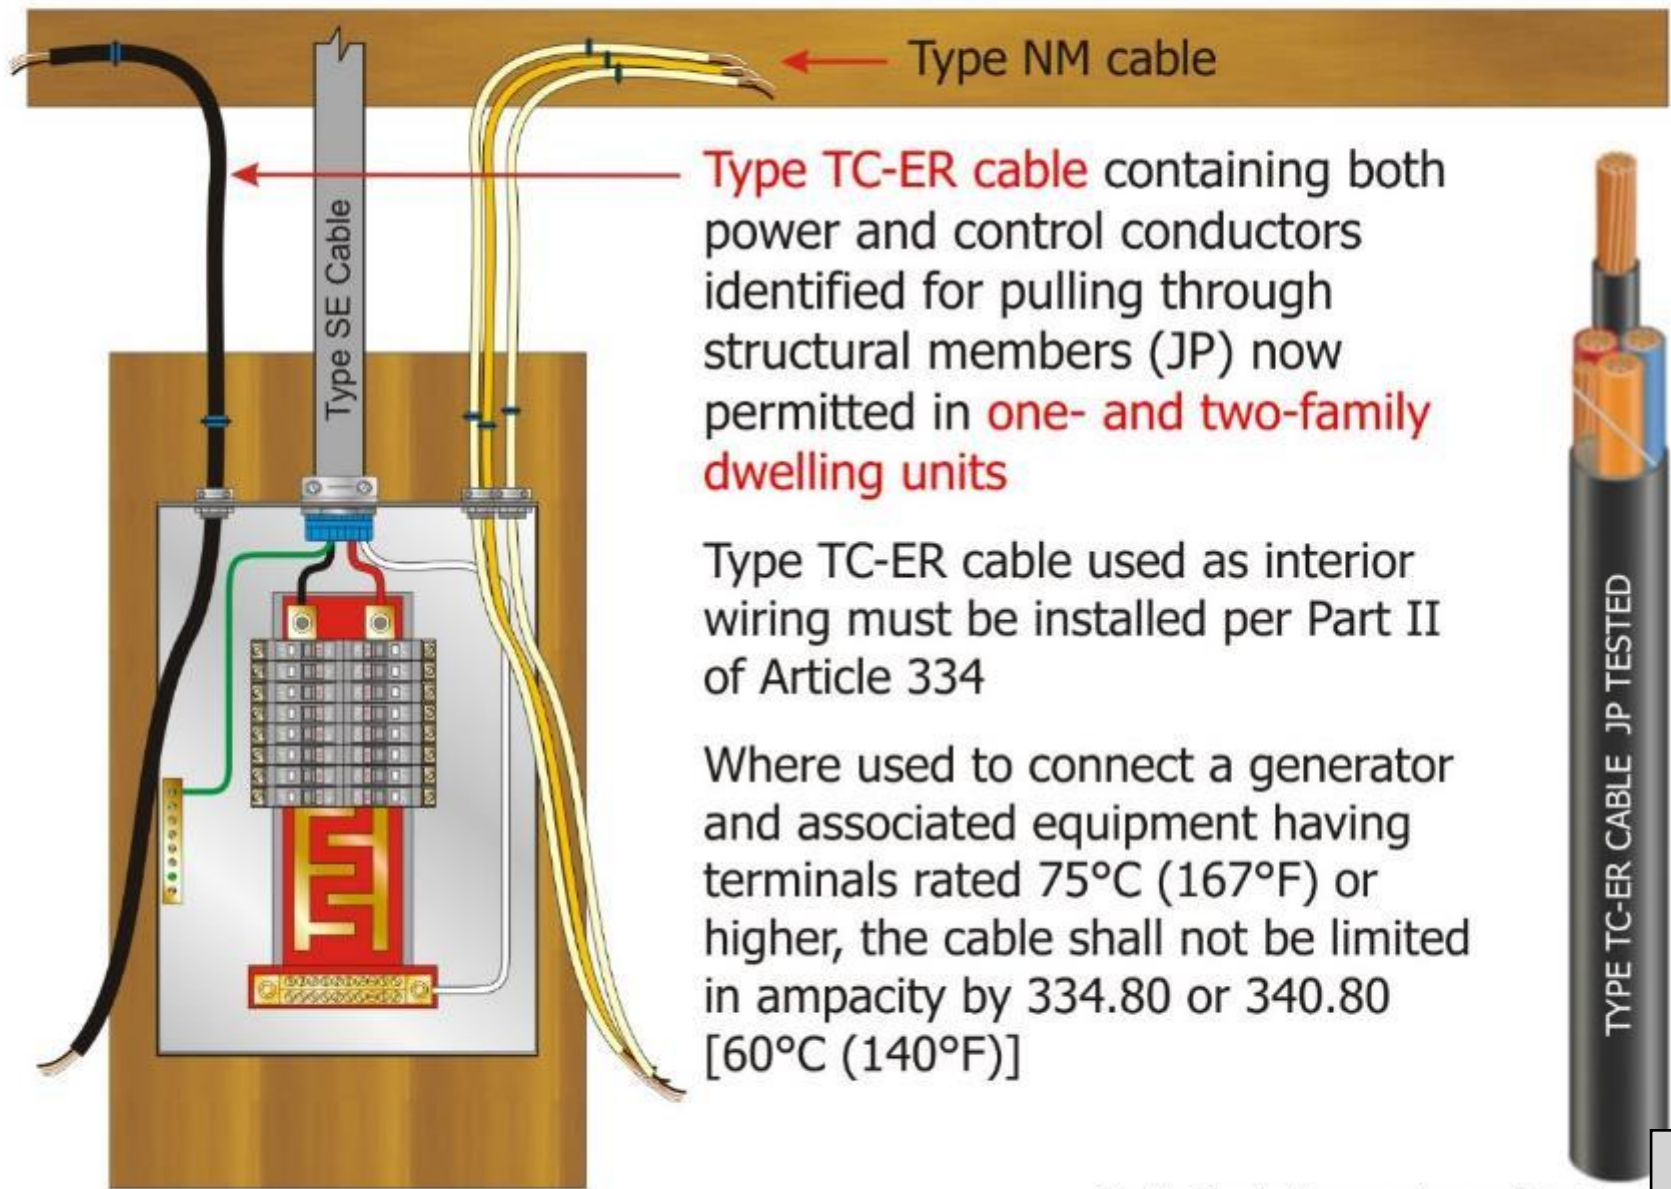 Type NM cable
Type TC-ER cable containing both
power and control conductors
identified for pulling through
structural members (JP) now
permitted in one- and two-family
dwelling units
Type TC-ER cable used as interior
wiring must be installed per Part II
of Article 334
Where used to connect a generator
and associated equipment having
terminals rated 75°C (167°F) or
higher, the cable shall not be limited
in ampacity by 334.80 or 340.80
[60°C (140°F)]
Type SE Cable
TYPE TC-ER CABLE JP TESTED